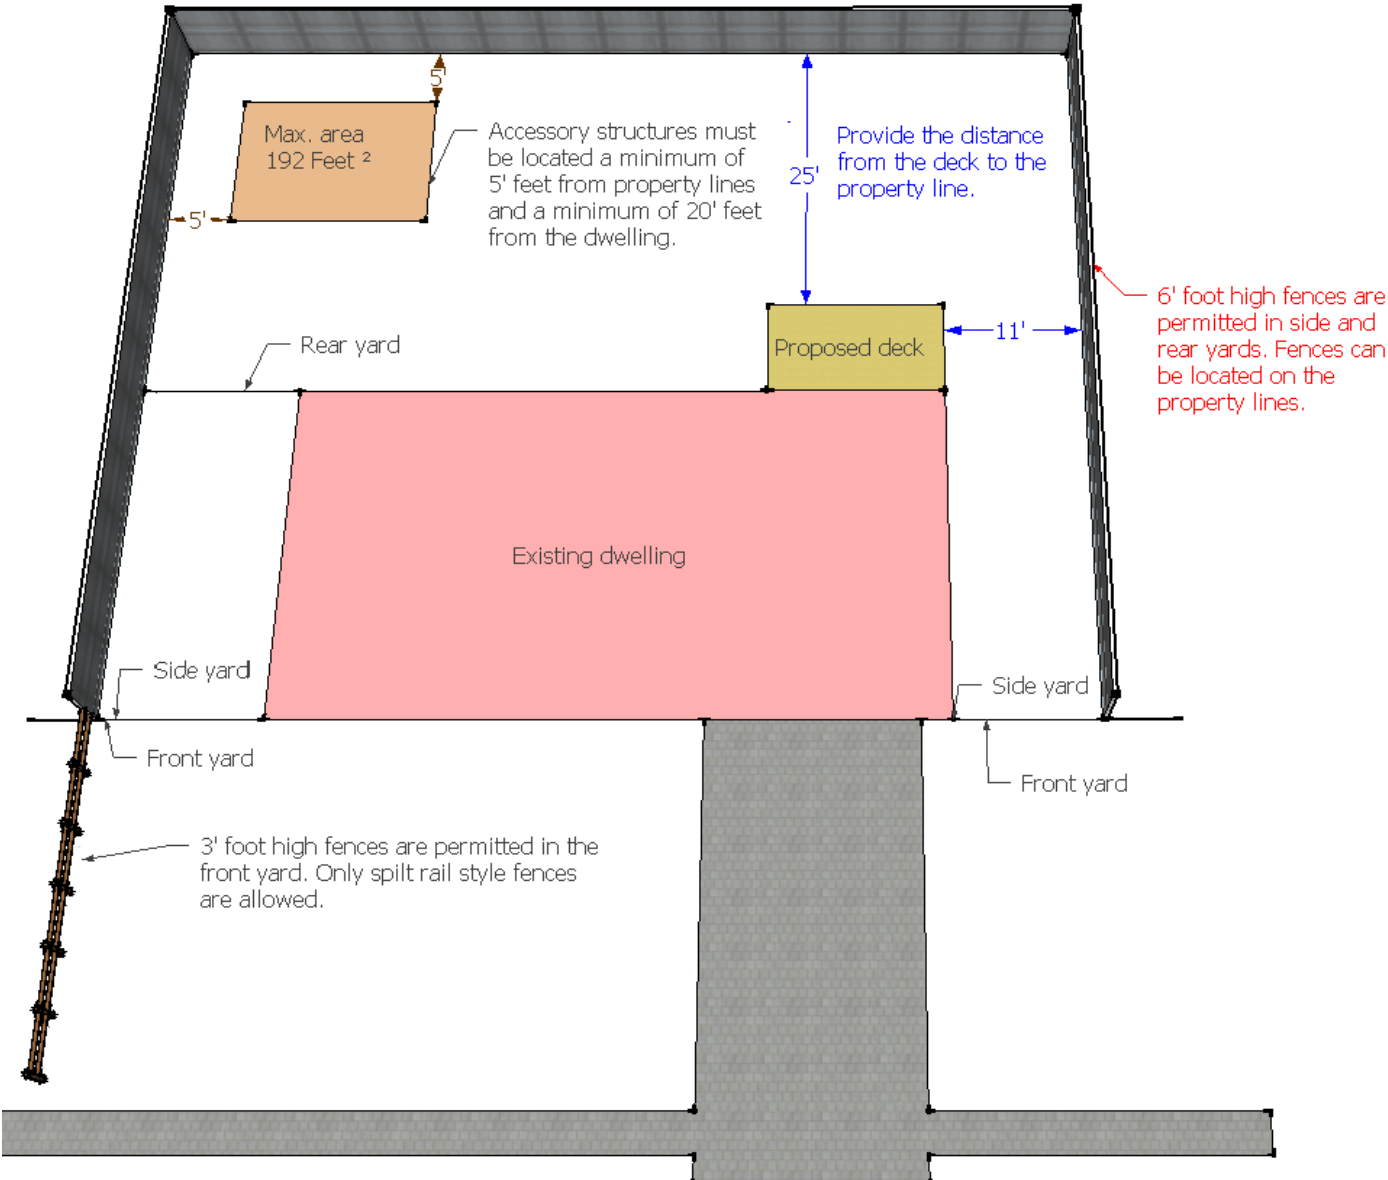 5'
Max. area
192 Feet ²
5'
Accessory structures must
be located a minimum of
5' feet from property lines
and a minimum of 20' feet
from the dwelling.
25'
Provide the distance
from the deck to the
property line.
6' foot high fences are
permitted in side and
rear yards. Fences can
be located on the
property lines.
11'
Rear yard
Proposed deck
Existing dwelling
Side yard
Side yard
Front yard
Front yard
3' foot high fences are permitted in the
front yard. Only spilt rail style fences
are allowed.